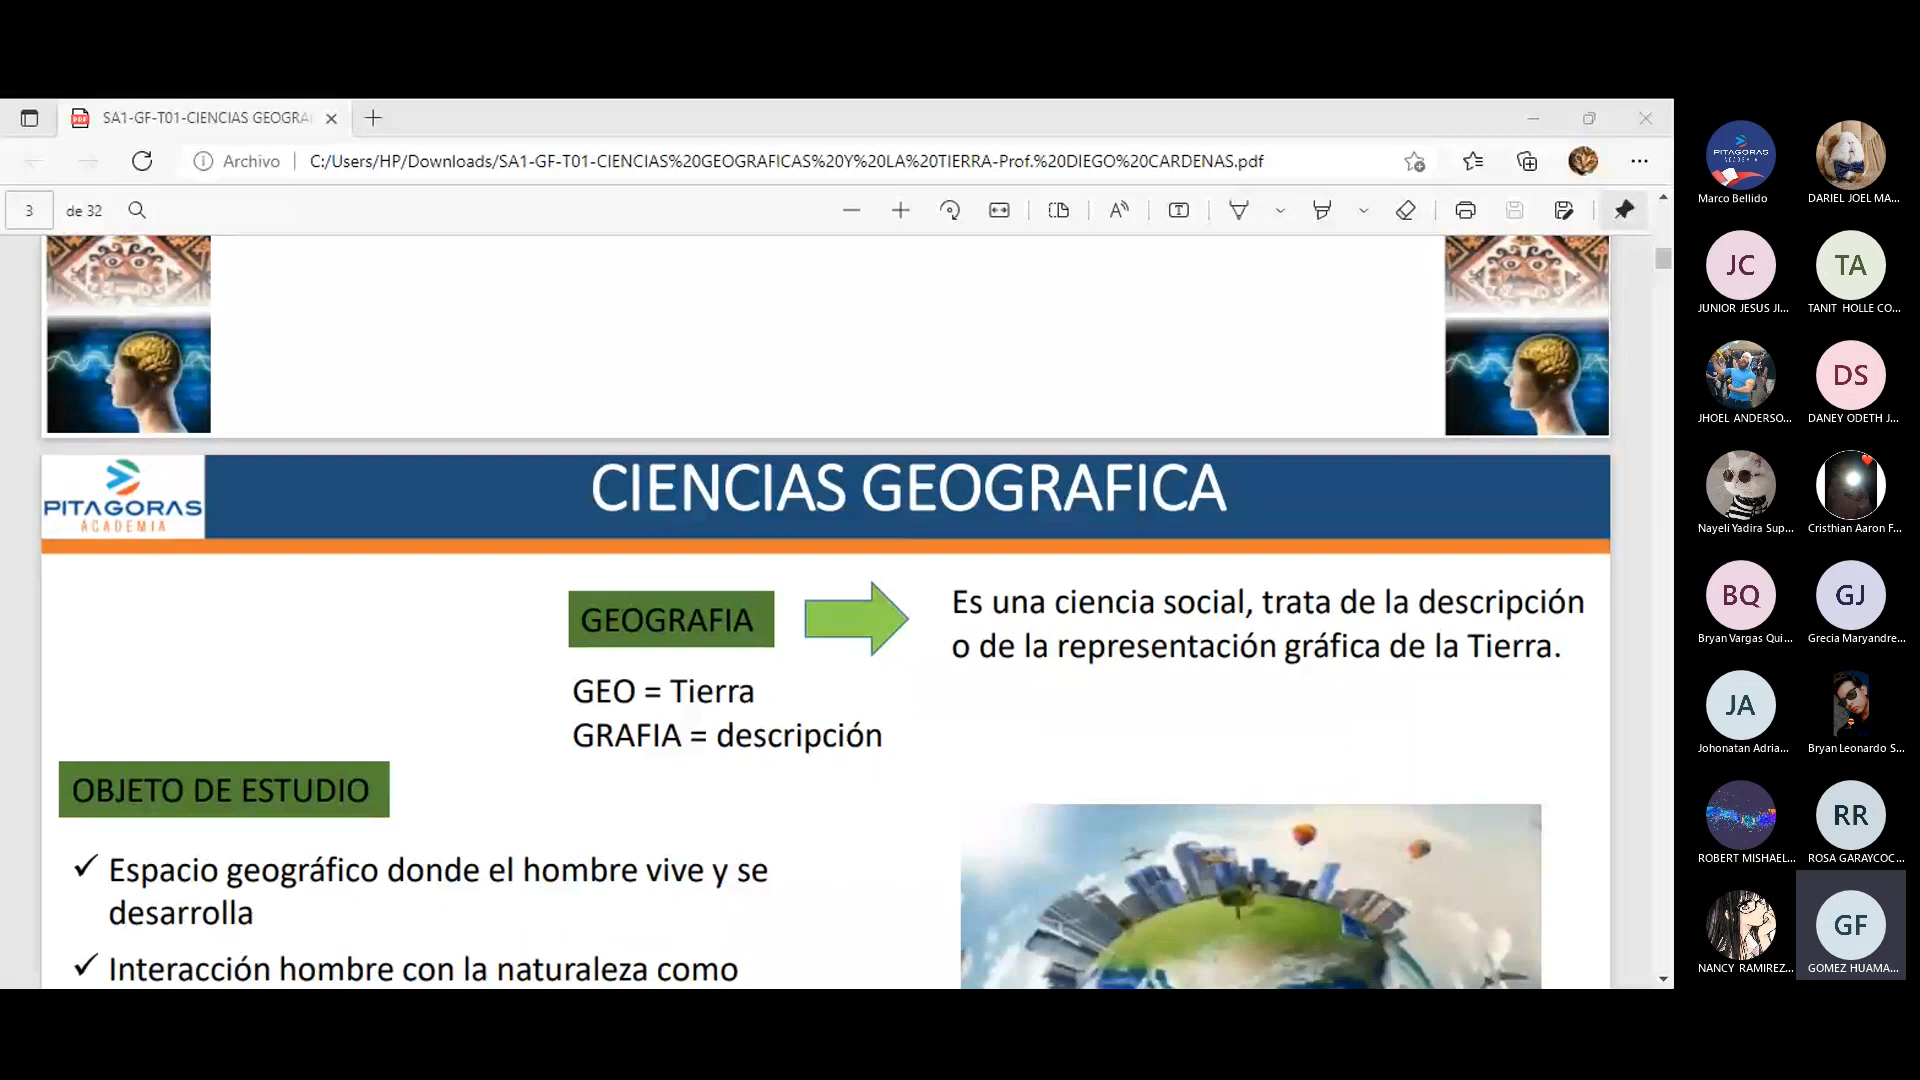 SA1-GF-T01-CIENCIAS GEOGRA
Archivo
C:/Users/HP/Downloads/SA1-GF-T01-CIENCIAS%20GEOGRAFICAS%20Y%20LA%20TIERRA-Prof.%20DIEGO%20CARDENAS.pdf
3 de 32
PITAGORAS
ACADEMIA
CIENCIAS GEOGRAFICA
GEOGRAFIA
Es una ciencia social, trata de la descripción
o de la representación gráfica de la Tierra.
GEO = Tierra
GRAFIA = descripción
OBJETO DE ESTUDIO
✓ Espacio geográfico donde el hombre vive y se
desarrolla
✓ Interacción hombre con la naturaleza como
PITAGORAS
ACADEMIA
Marco Bellido
DARIEL JOEL MA...
JC
JUNIOR JESUS JI...
TA
TANIT HOLLE CO...
JHOEL ANDERSO...
DS
DANEY ODETH J...
Nayeli Yadira Sup...
Cristhian Aaron F...
BQ
Bryan Vargas Qui...
GJ
Grecia Maryandre...
JA
Johonatan Adria...
Bryan Leonardo S...
ROBERT MISHAEL...
RR
ROSA GARAYCOC...
NANCY RAMIREZ...
GF
GOMEZ HUAMA...